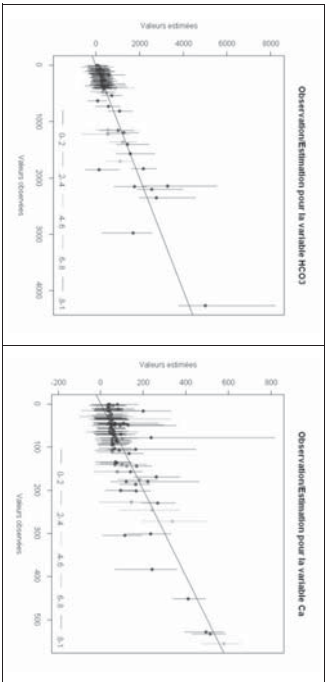 Observation/Estimation pour la variable HCO3
Valeurs estimées
0 2000 4000 6000 8000
Valeurs observées
0 1000 2000 3000 4000
0-.2 .2-.4 .4-.6 .6-.8 .8-1
Observation/Estimation pour la variable Ca
Valeurs estimées
-200 0 200 400 600 800
Valeurs observées
0 100 200 300 400 500
0-.2 .2-.4 .4-.6 .6-.8 .8-1